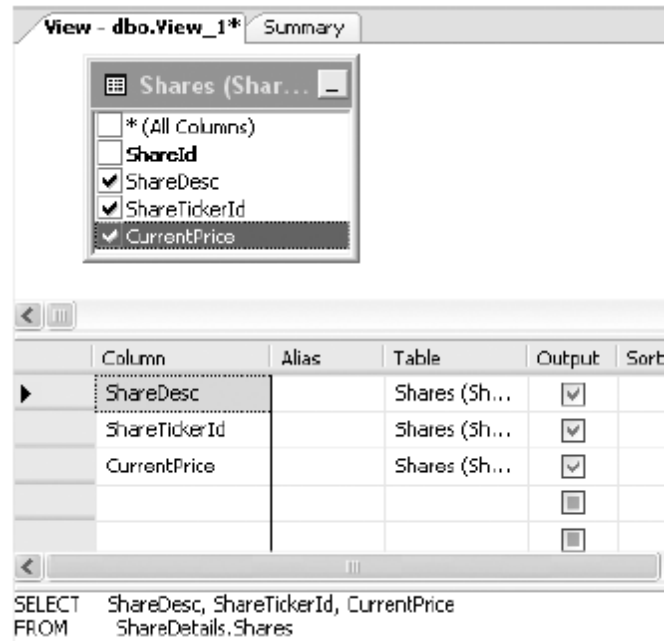 View - dbo.View_1* Summary
Shares (Shar...
* (All Columns)
ShareId
ShareDesc
ShareTickerId
CurrentPrice
Column Alias Table Output Sort
ShareDesc Shares (Sh...
ShareTickerId Shares (Sh...
CurrentPrice Shares (Sh...
SELECT ShareDesc, ShareTickerId, CurrentPrice
FROM ShareDetails.Shares